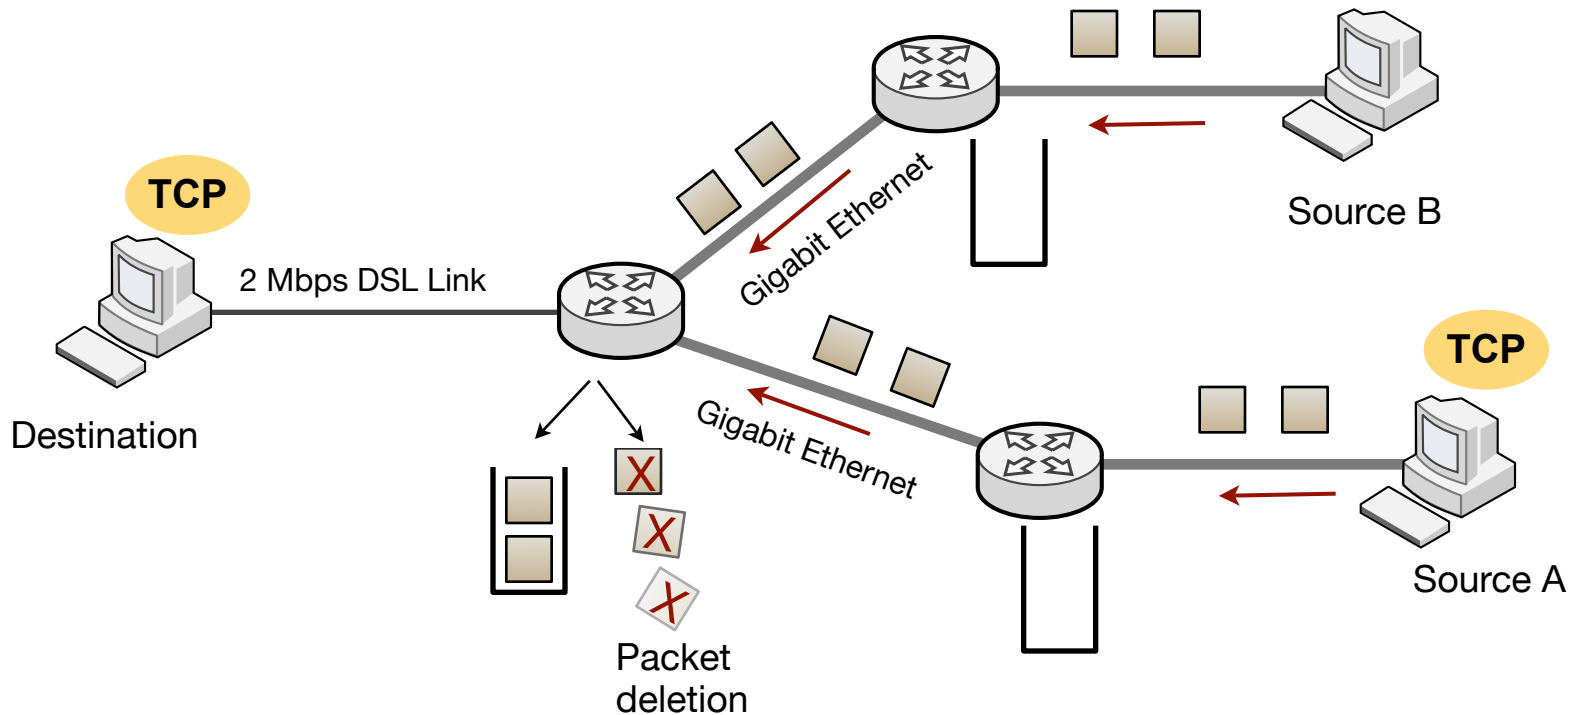 Source B
TCP
2 Mbps DSL Link
Gigabit Ethernet
TCP
Destination
Gigabit Ethernet
X
X
X
Source A
Packet
deletion